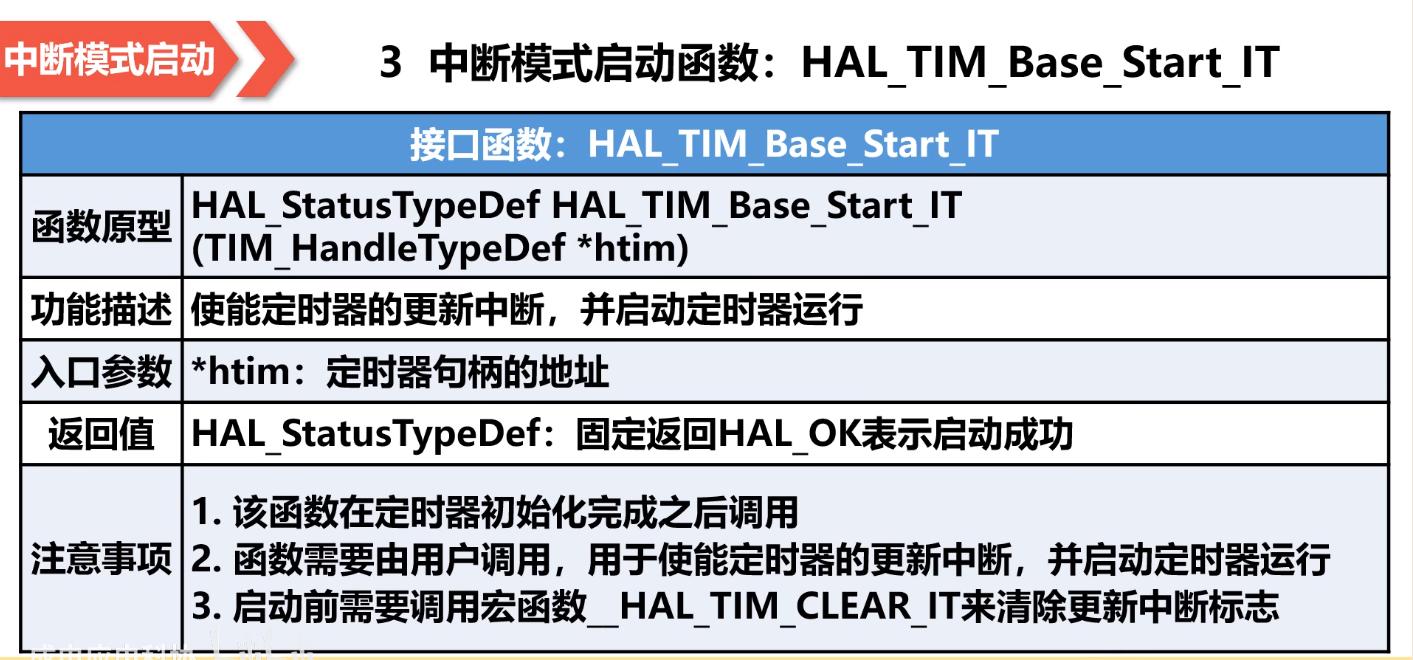 中断模式启动
3 中断模式启动函数：HAL_TIM_Base_Start_IT
接口函数：HAL_TIM_Base_Start_IT
函数原型
HAL_StatusTypeDef HAL_TIM_Base_Start_IT
(TIM_HandleTypeDef *htim)
功能描述
使能定时器的更新中断，并启动定时器运行
入口参数
*htim：定时器句柄的地址
返回值
HAL_StatusTypeDef：固定返回HAL_OK表示启动成功
注意事项
1. 该函数在定时器初始化完成之后调用
2. 函数需要由用户调用，用于使能定时器的更新中断，并启动定时器运行
3. 启动前需要调用宏函数__HAL_TIM_CLEAR_IT来清除更新中断标志